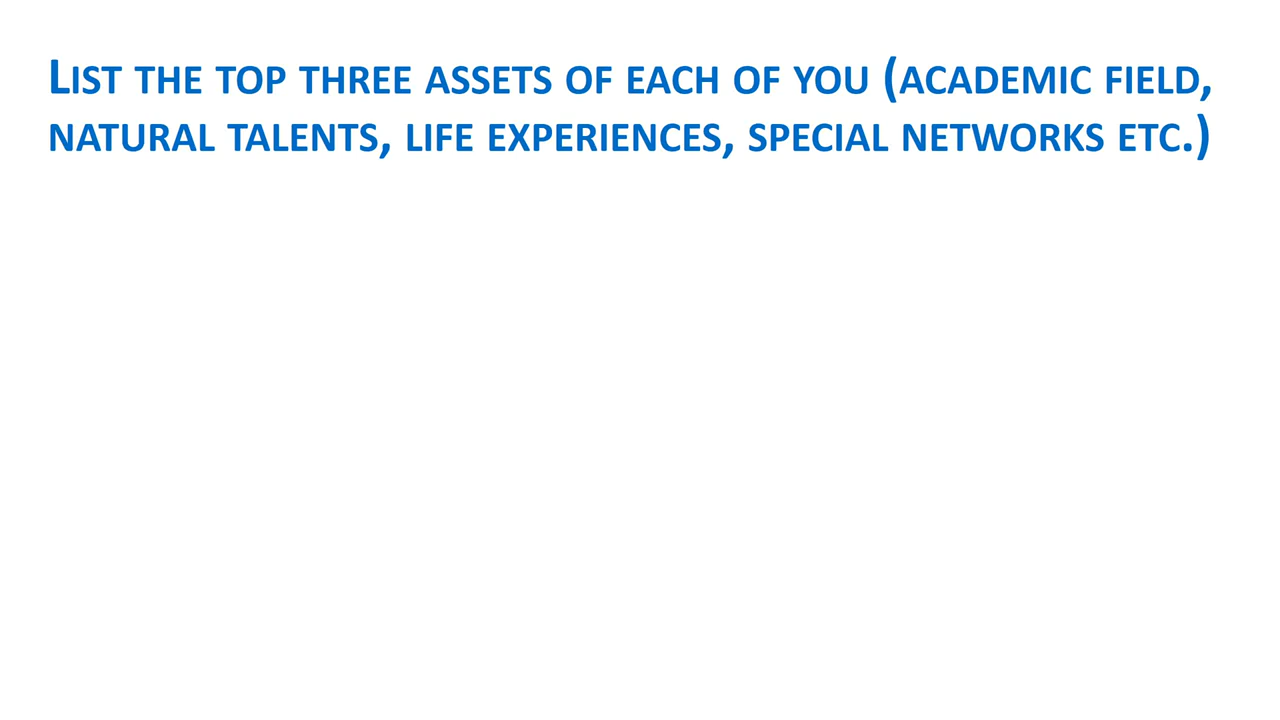 List the top three assets of each of you (academic field,
natural talents, life experiences, special networks etc.)